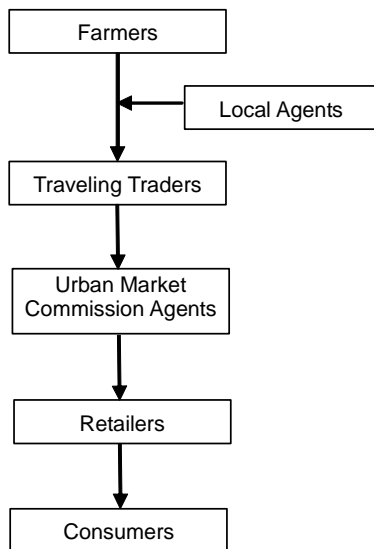 Farmers
Local Agents
Traveling Traders
Urban Market
Commission Agents
Retailers
Consumers